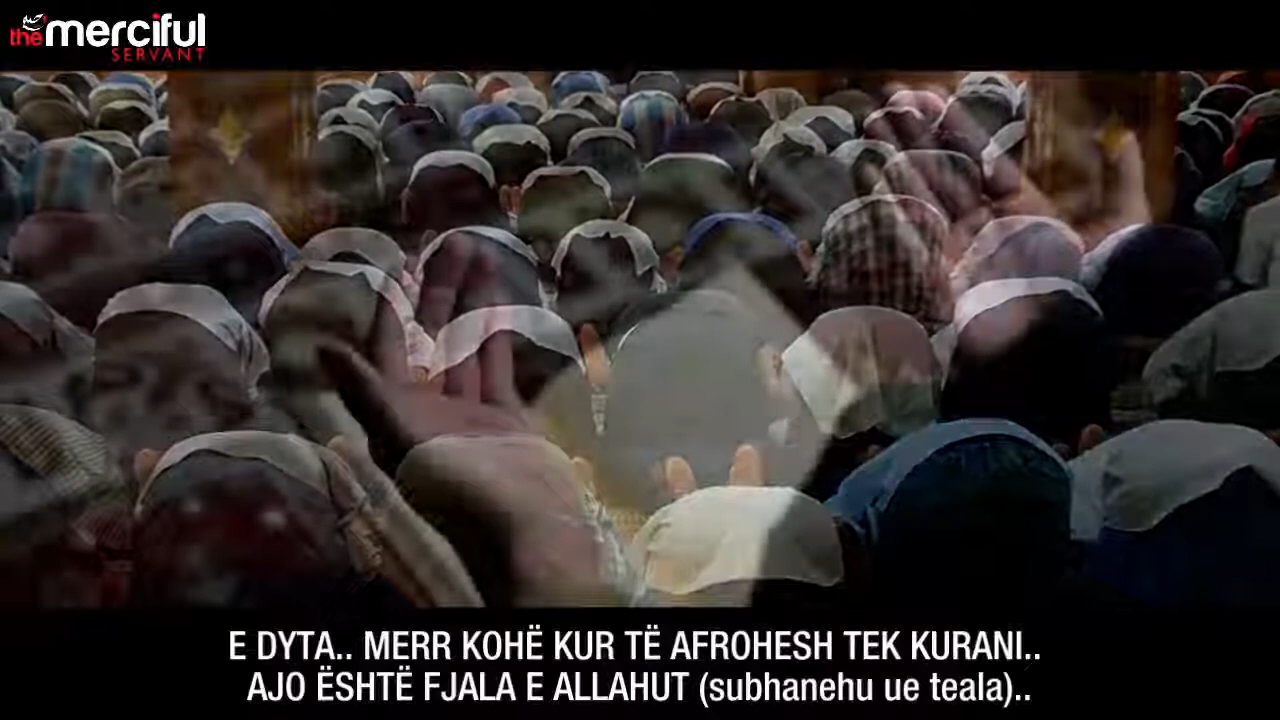 the merciful
SERVANT
E DYTA.. MERR KOHË KUR TË AFROHESH TEK KURANI..
AJO ËSHTË FJALA E ALLAHUT (subhanehu ue teala)..